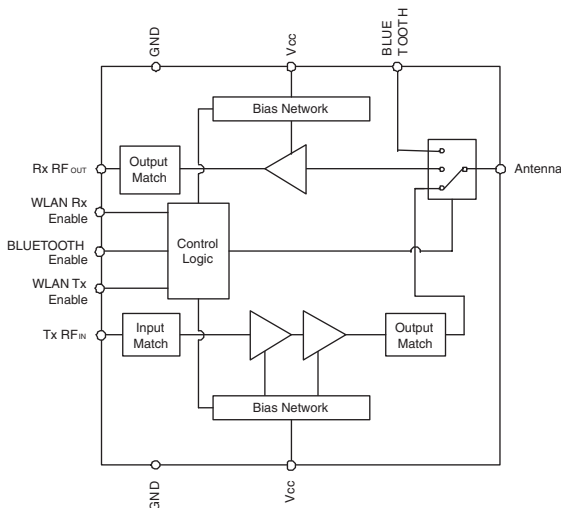 GND
Vcc
BLUE
TOOTH
Bias Network
Rx RF OUT
Output
Match
Antenna
WLAN Rx
Enable
BLUETOOTH
Enable
WLAN Tx
Enable
Control
Logic
Tx RF IN
Input
Match
Output
Match
Bias Network
GND
Vcc